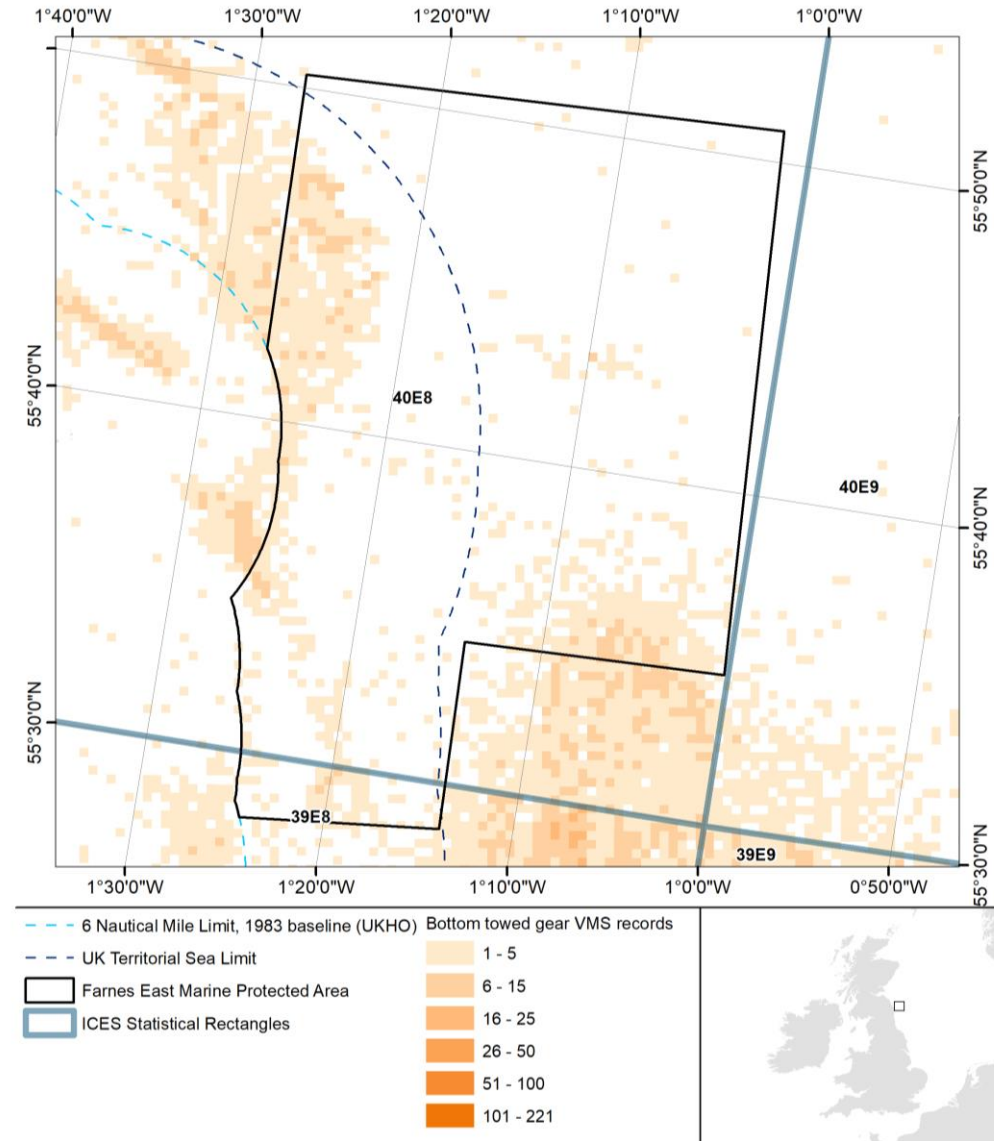 1°40'0"W 1°30'0"W 1°20'0"W 1°10'0"W 1°0'0"W
55°50'0"N
55°40'0"N
40E8
40E9
55°40'0"N
55°30'0"N
39E8
39E9
55°30'0"N
1°30'0"W 1°20'0"W 1°10'0"W 1°0'0"W 0°50'0"W
6 Nautical Mile Limit, 1983 baseline (UKHO)
UK Territorial Sea Limit
Farnes East Marine Protected Area
ICES Statistical Rectangles
Bottom towed gear VMS records
1 - 5
6 - 15
16 - 25
26 - 50
51 - 100
101 - 221